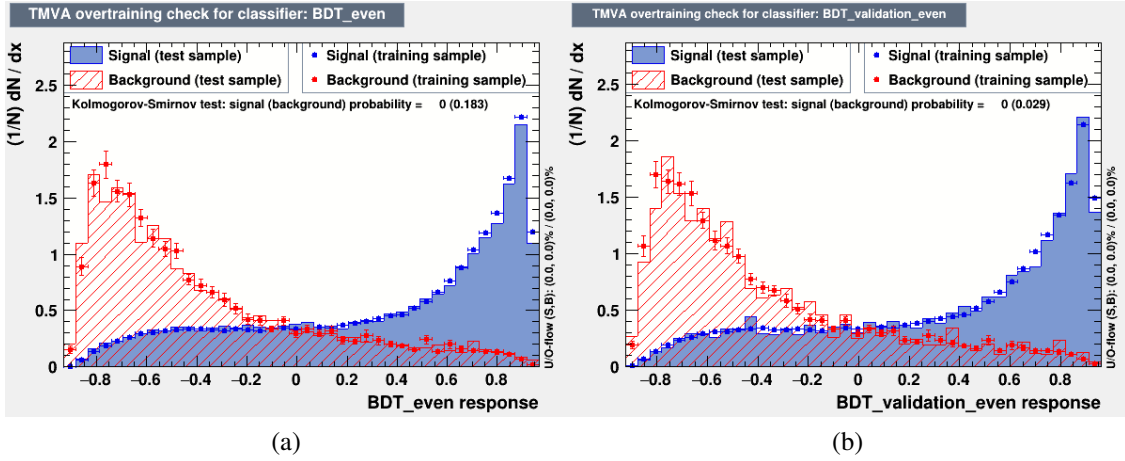 TMVA overtraining check for classifier: BDT_even
Signal (test sample)
Background (test sample)
Signal (training sample)
Background (training sample)
Kolmogorov-Smirnov test: signal (background) probability = 0 (0.183)
(1/N) dN / dx
2.5
2
1.5
1
0.5
0
−0.8 −0.6 −0.4 −0.2 0 0.2 0.4 0.6 0.8
BDT_even response
U/O-flow (S,B): (0.0, 0.0)% / (0.0, 0.0)%
(a)
TMVA overtraining check for classifier: BDT_validation_even
Signal (test sample)
Background (test sample)
Signal (training sample)
Background (training sample)
Kolmogorov-Smirnov test: signal (background) probability = 0 (0.029)
(1/N) dN / dx
2.5
2
1.5
1
0.5
0
−0.8 −0.6 −0.4 −0.2 0 0.2 0.4 0.6 0.8
BDT_validation_even response
U/O-flow (S,B): (0.0, 0.0)% / (0.0, 0.0)%
(b)